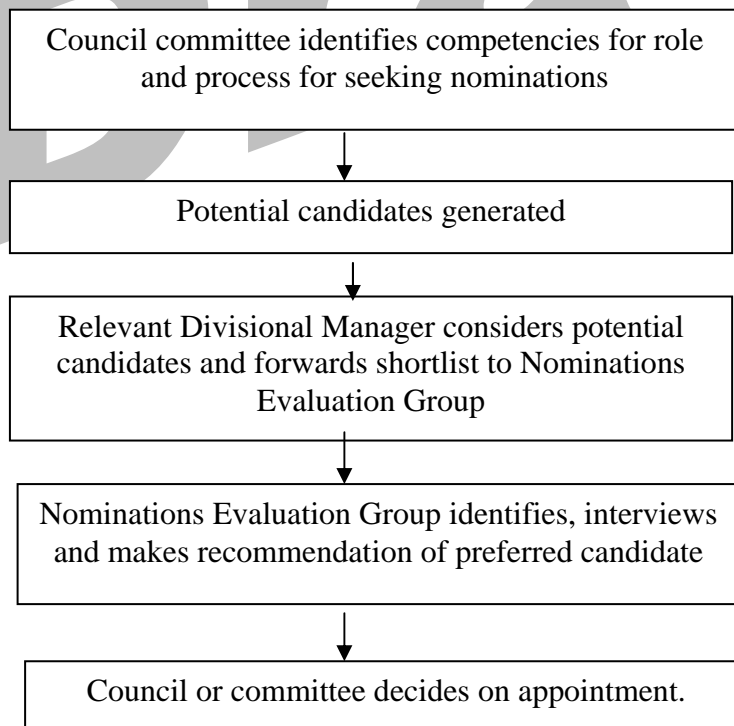 Council committee identifies competencies for role
and process for seeking nominations
Potential candidates generated
Relevant Divisional Manager considers potential
candidates and forwards shortlist to Nominations
Evaluation Group
Nominations Evaluation Group identifies, interviews
and makes recommendation of preferred candidate
Council or committee decides on appointment.